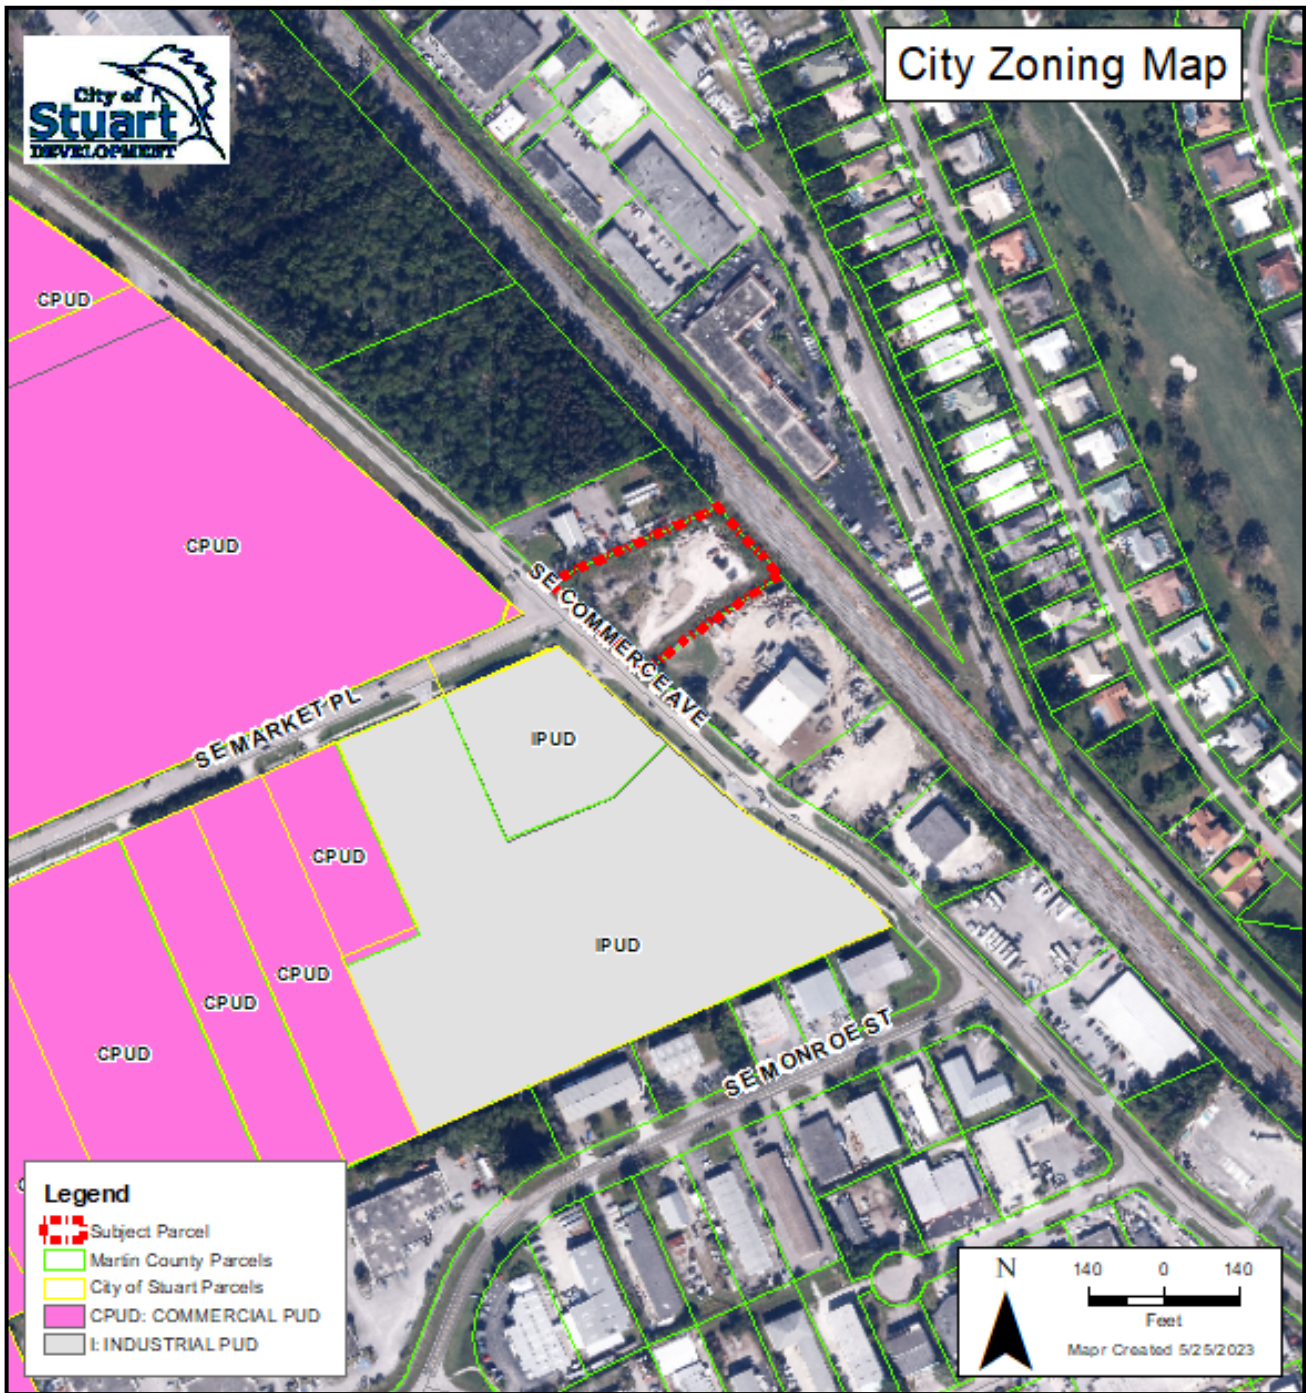 City of
Stuart
DEVELOPMENT
City Zoning Map
CPUD
CPUD
SE COMMERCE AVE
SE MARKET PL
IPUD
CPUD
IPUD
CPUD
CPUD
CPUD
SE MONROE ST
Legend
Subject Parcel
Martin County Parcels
City of Stuart Parcels
CPUD: COMMERCIAL PUD
I: INDUSTRIAL PUD
N
140 0 140
Feet
Mapr Created 5/25/2023